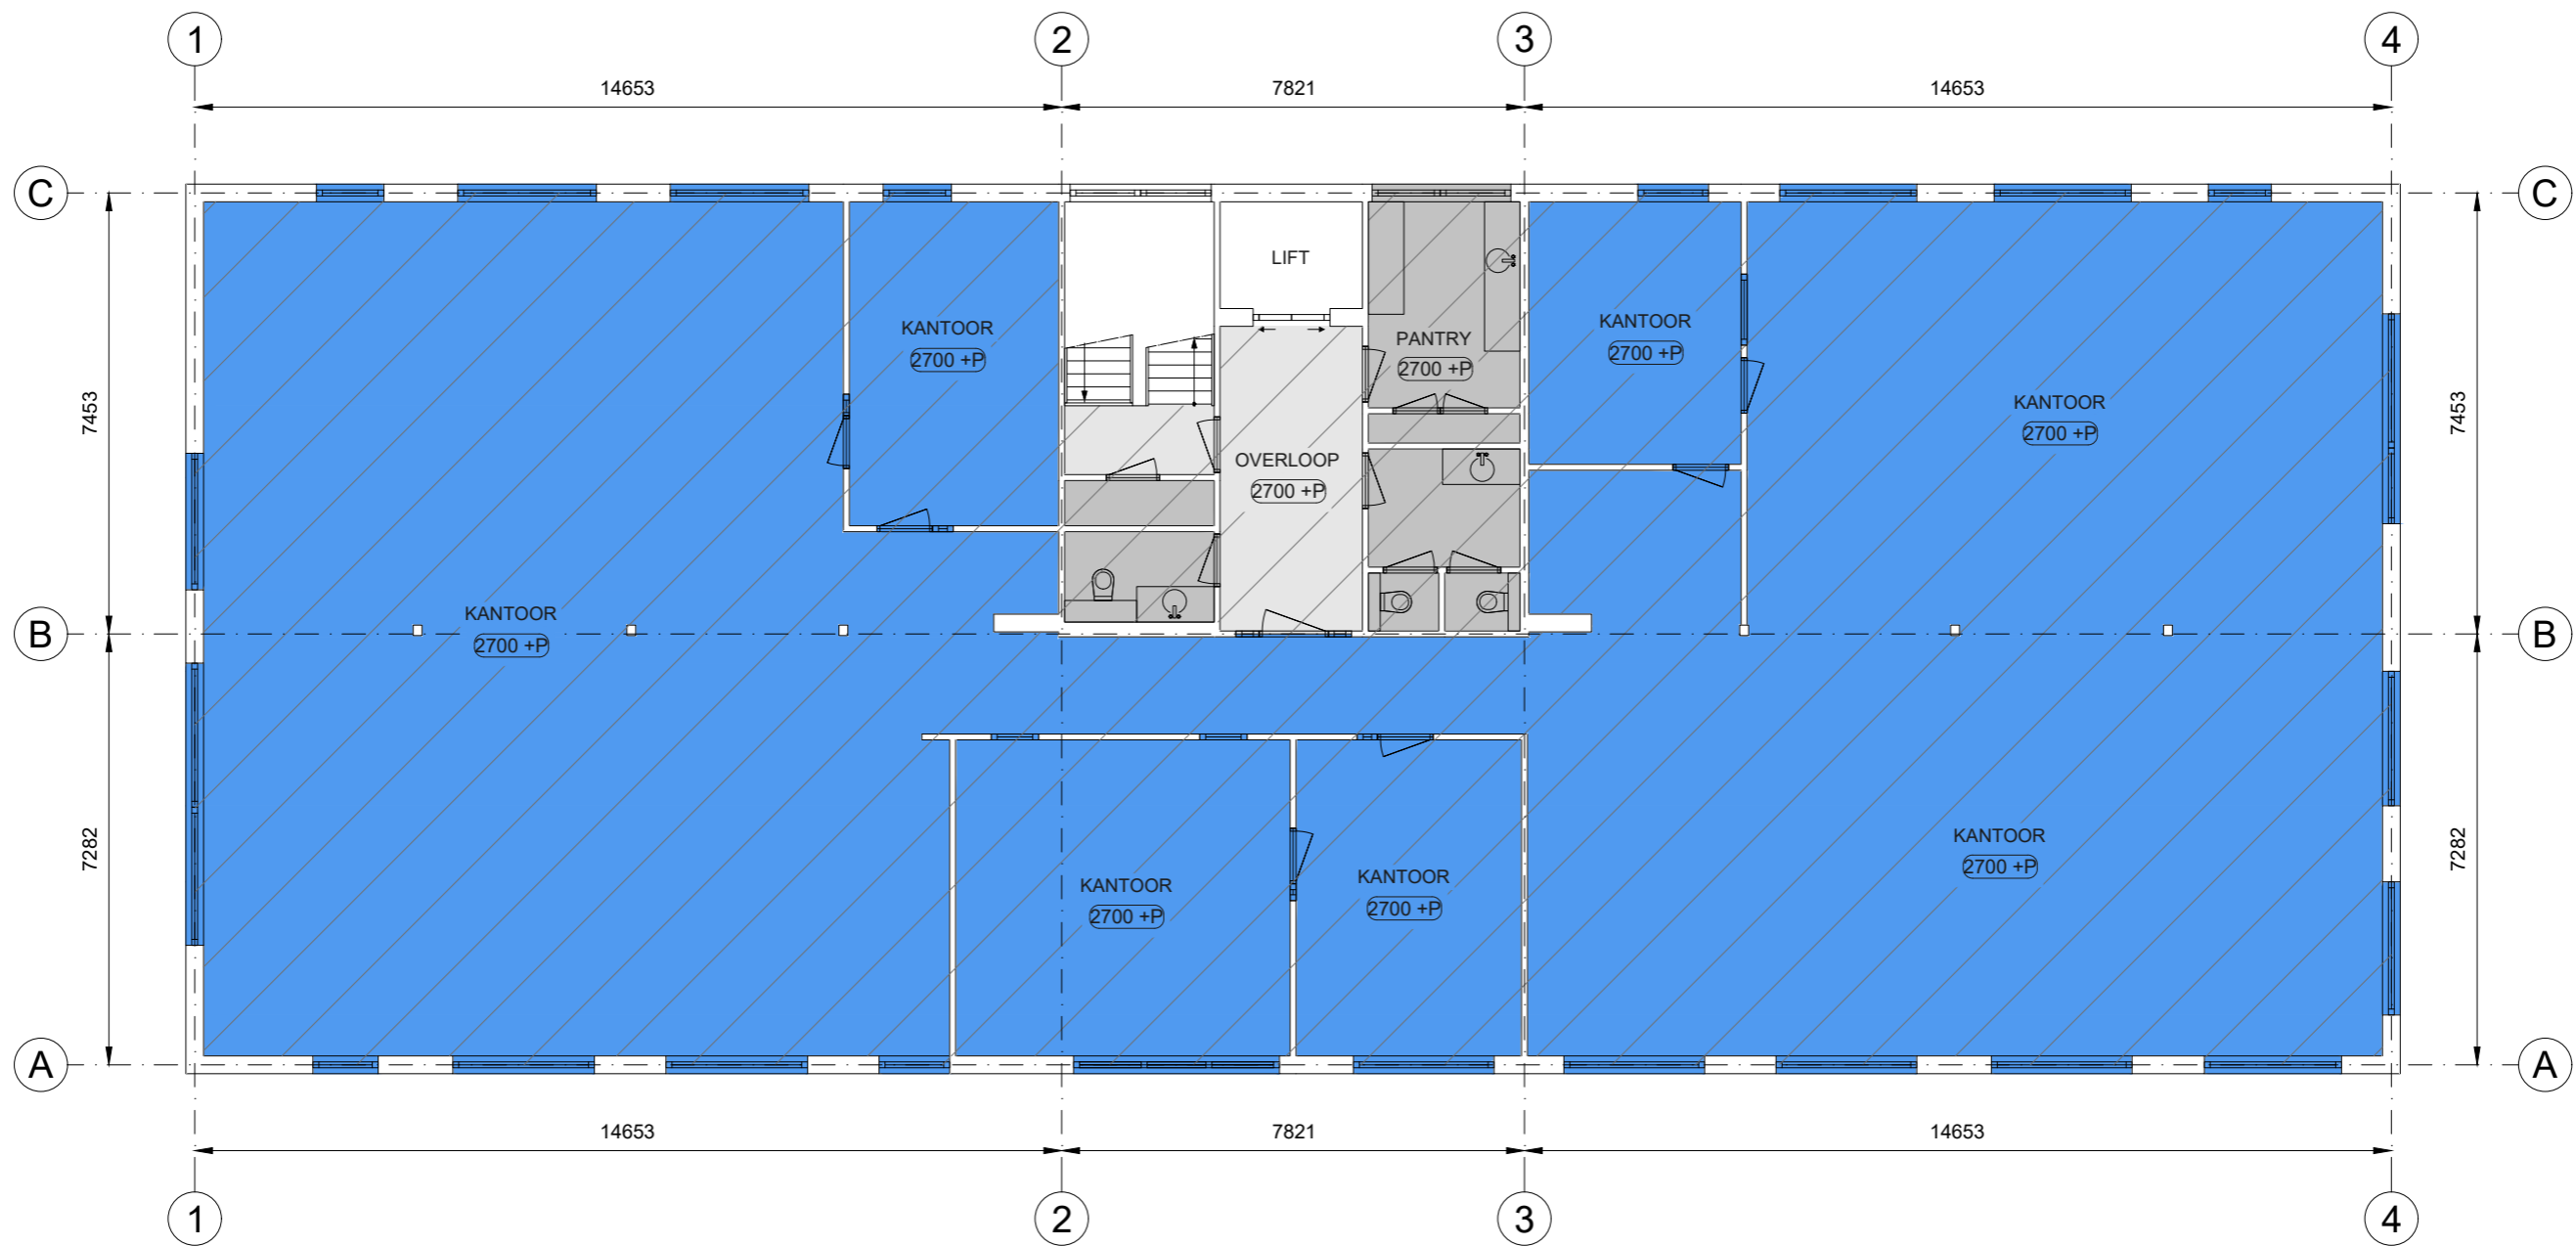 1
2
3
4
14653
7821
14653
C
C
LIFT
KANTOOR
2700 +P
PANTRY
2700 +P
KANTOOR
2700 +P
KANTOOR
2700 +P
7453
7453
OVERLOOP
2700 +P
KANTOOR
2700 +P
B
B
KANTOOR
2700 +P
KANTOOR
2700 +P
KANTOOR
2700 +P
7282
7282
A
A
14653
7821
14653
1
2
3
4